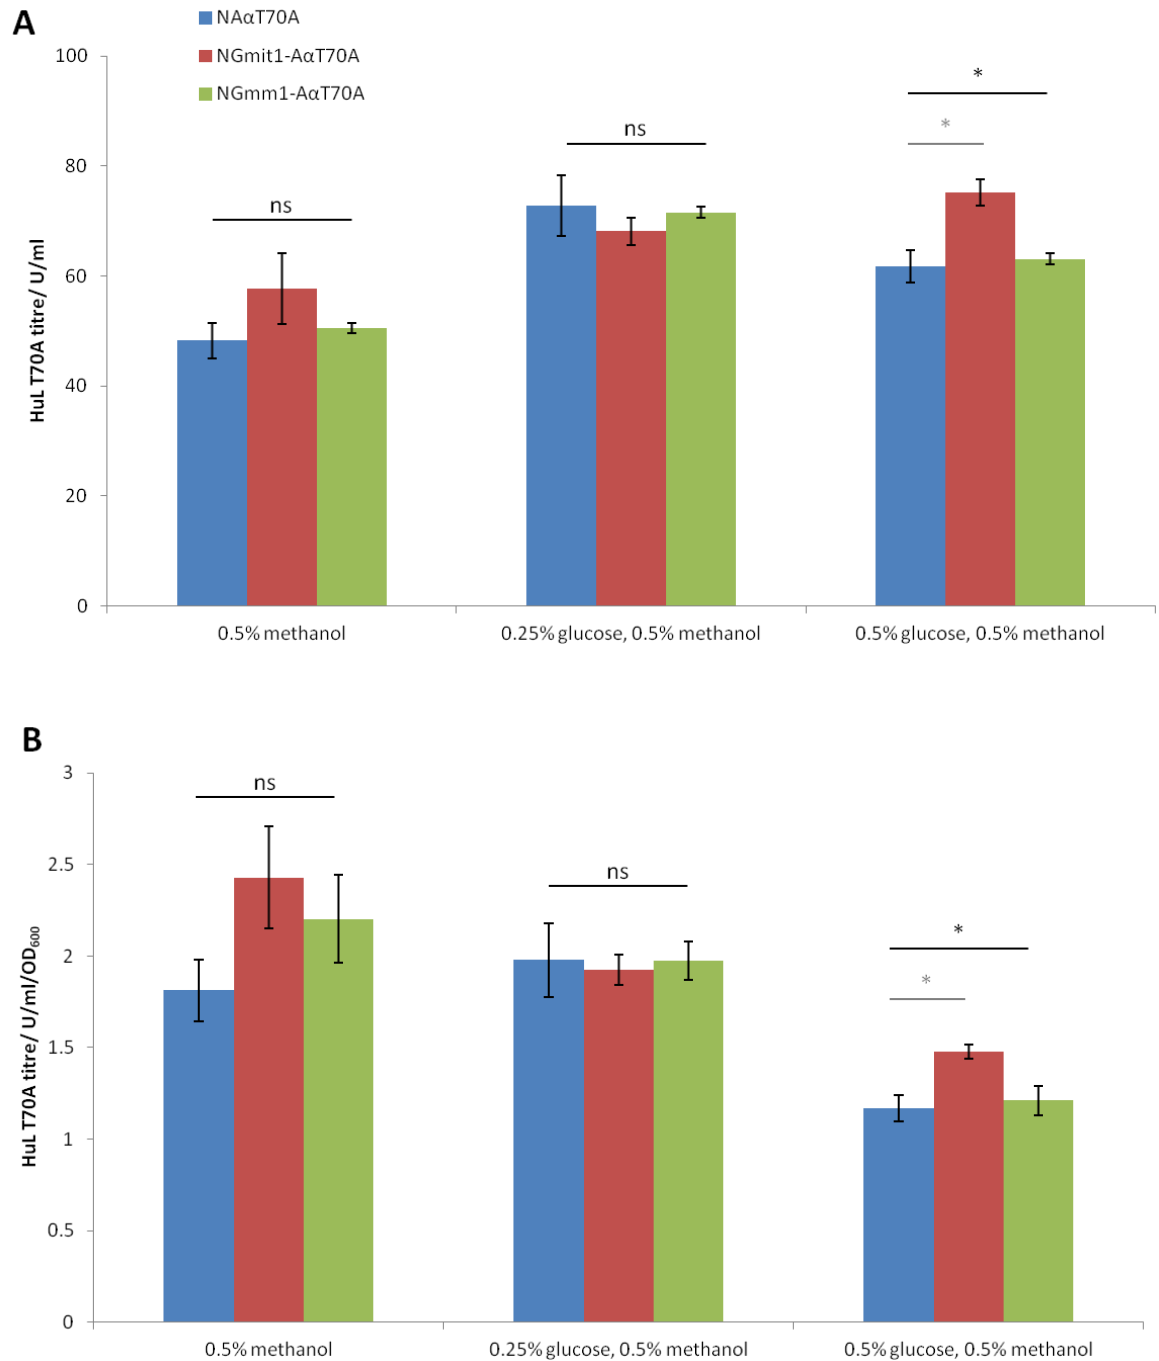 A
NAαT70A
NGmit1-AαT70A
NGmm1-AαT70A
HuL T70A titre/ U/ml
100
80
60
40
20
0
ns
ns
*
*
0.5% methanol
0.25% glucose, 0.5% methanol
0.5% glucose, 0.5% methanol
B
HuL T70A titre/ U/ml/OD600
3
2.5
2
1.5
1
0.5
0
ns
ns
*
*
0.5% methanol
0.25% glucose, 0.5% methanol
0.5% glucose, 0.5% methanol